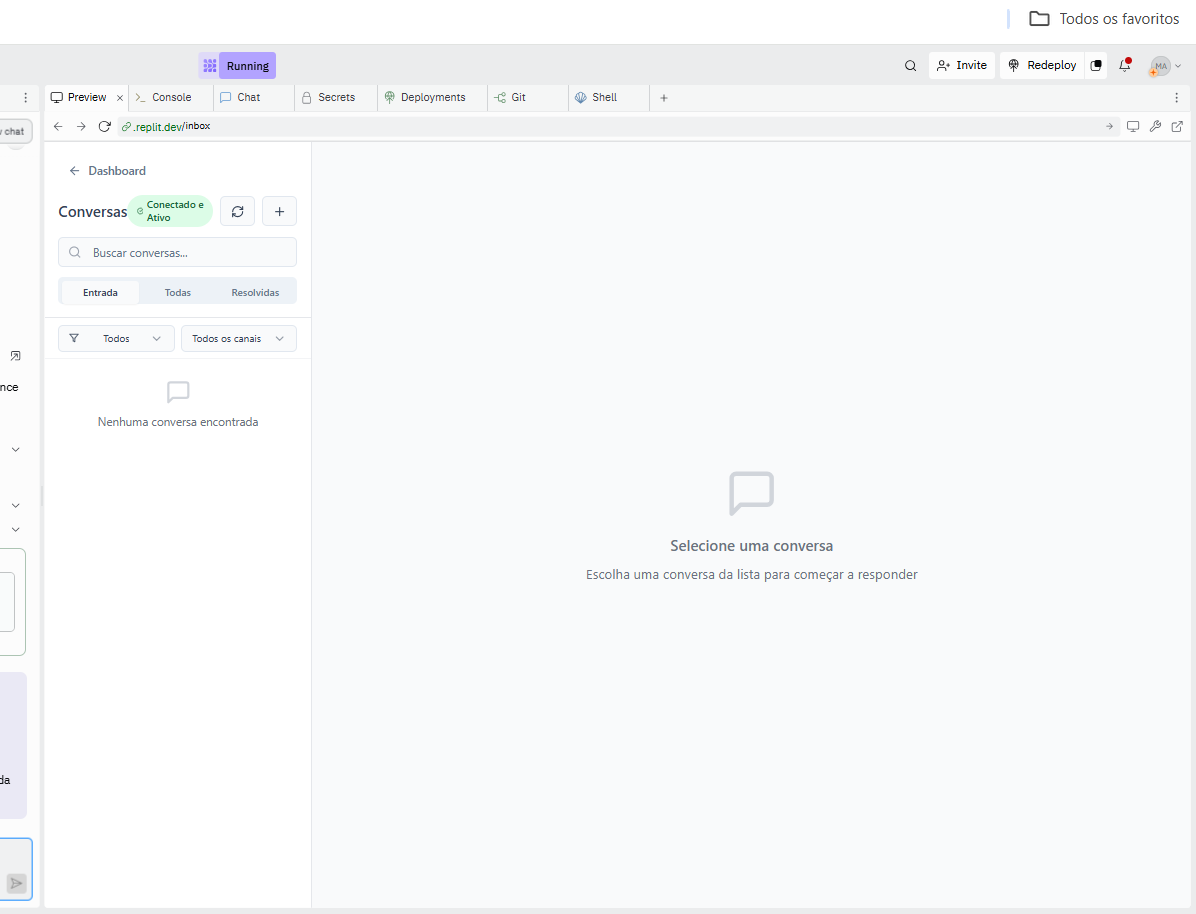 Todos os favoritos
Running
Invite
Redeploy
MA
Preview
Console
Chat
Secrets
Deployments
Git
Shell
chat
.replit.dev/inbox
Dashboard
Conversas
Conectado e
Ativo
Buscar conversas...
Entrada Todas Resolvidas
Todos
Todos os canais
Nenhuma conversa encontrada
nce
da
Selecione uma conversa
Escolha uma conversa da lista para começar a responder